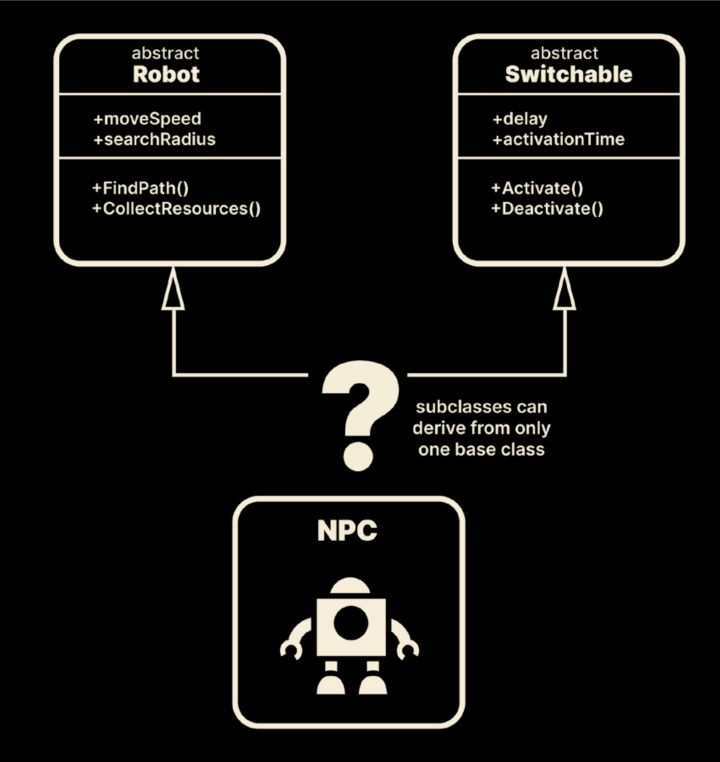 abstract
Robot
+moveSpeed
+searchRadius
+FindPath()
+CollectResources()
abstract
Switchable
+delay
+activationTime
+Activate()
+Deactivate()
?
subclasses can
derive from only
one base class
NPC